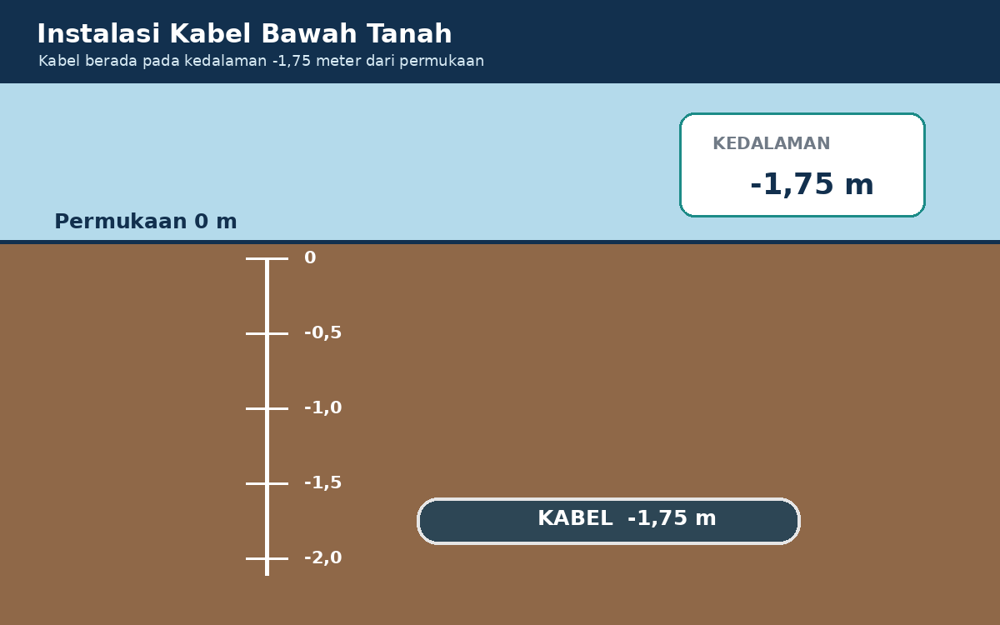 Instalasi Kabel Bawah Tanah
Kabel berada pada kedalaman -1,75 meter dari permukaan
KEDALAMAN
-1,75 m
Permukaan 0 m
0
-0,5
-1,0
-1,5
KABEL -1,75 m
-2,0